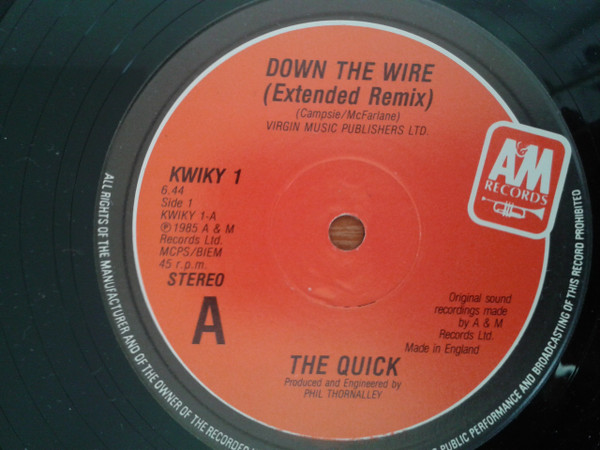 DOWN THE WIRE
(Extended Remix)
(Campsie/McFarlane)
VIRGIN MUSIC PUBLISHERS LTD.
A&M
RECORDS
KWIKY 1
6.44
Side 1
KWIKY 1-A
℗ 1985 A & M
Records Ltd.
MCPS/BIEM
45 r.p.m.
STEREO
A
Original sound
recordings made
by A & M
Records Ltd.
Made in England
THE QUICK
Produced and Engineered by
PHIL THORNALLEY
ALL RIGHTS OF THE MANUFACTURER AND OF THE OWNER OF THE RECORDED
PUBLIC PERFORMANCE AND BROADCASTING OF THIS RECORD PROHIBITED